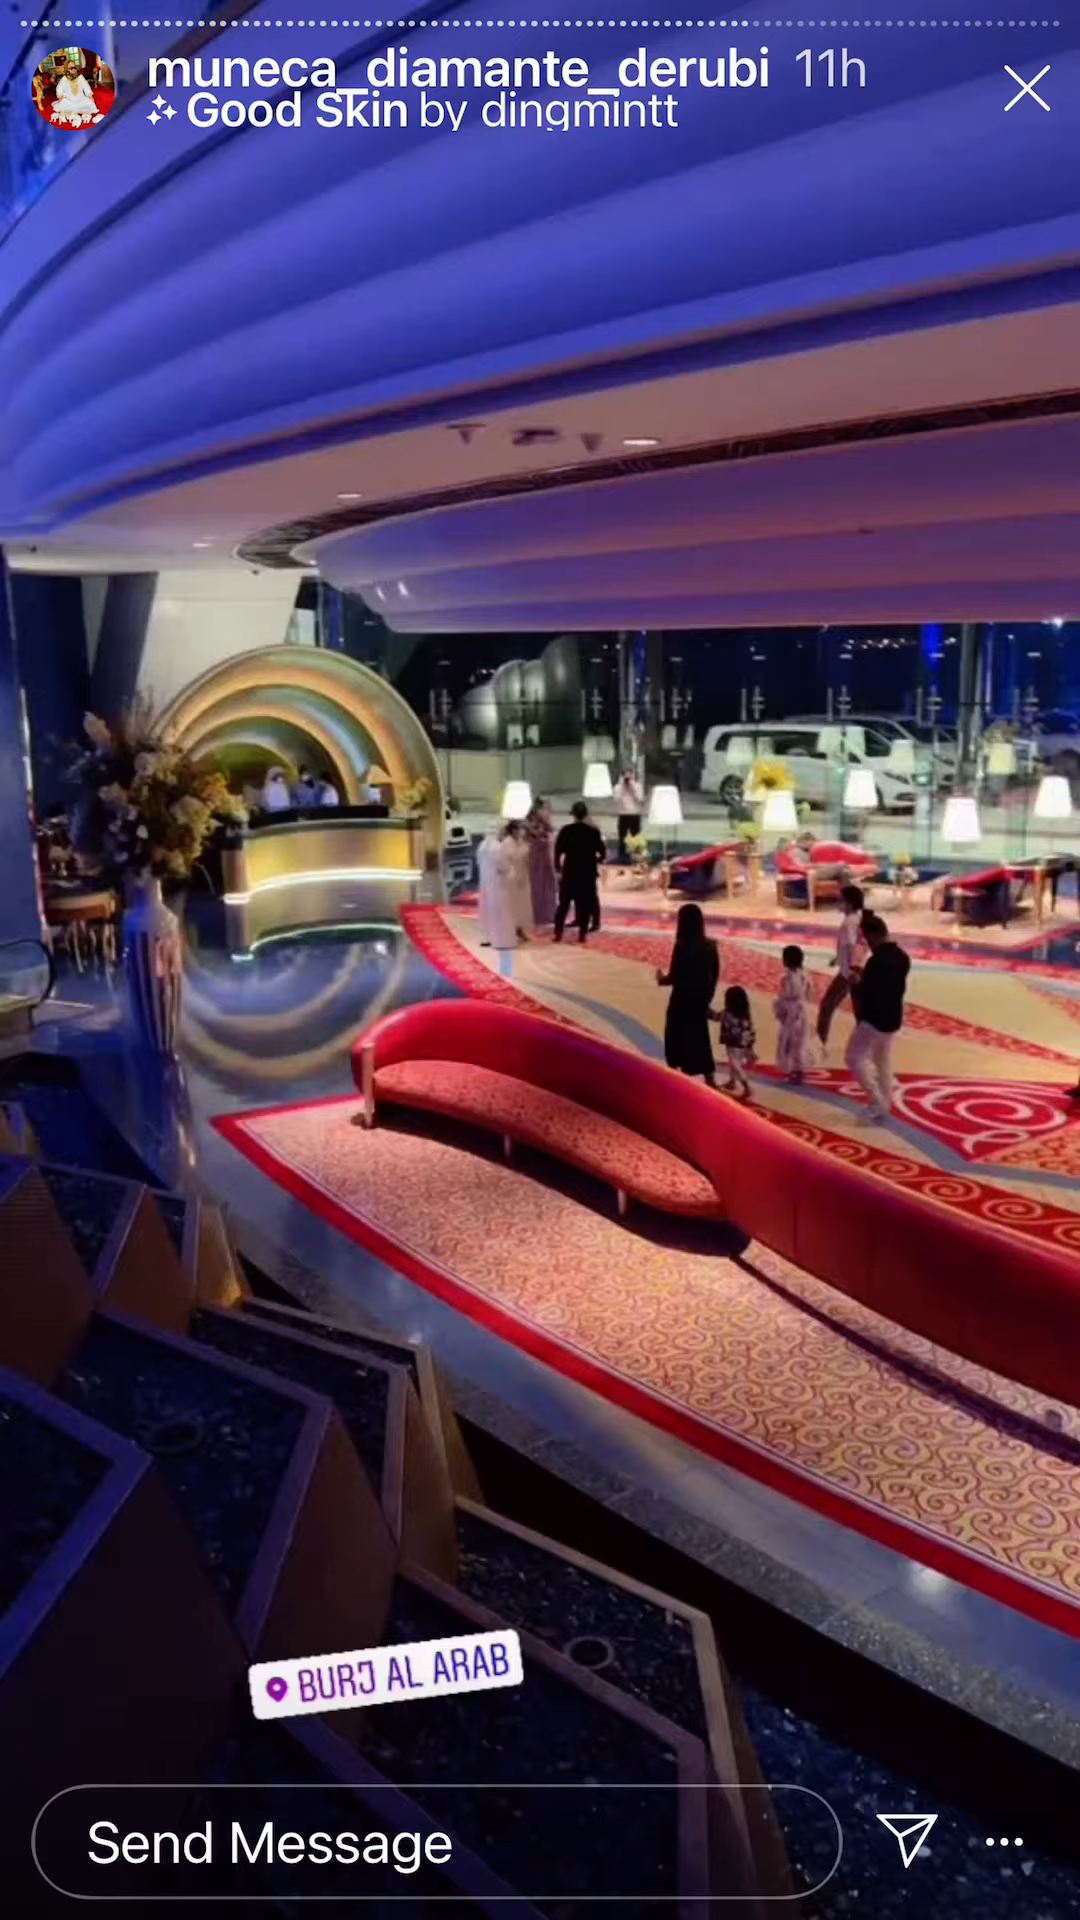 muneca_diamante_derubi 11h
Good Skin by dingmintt
BURJ AL ARAB
Send Message